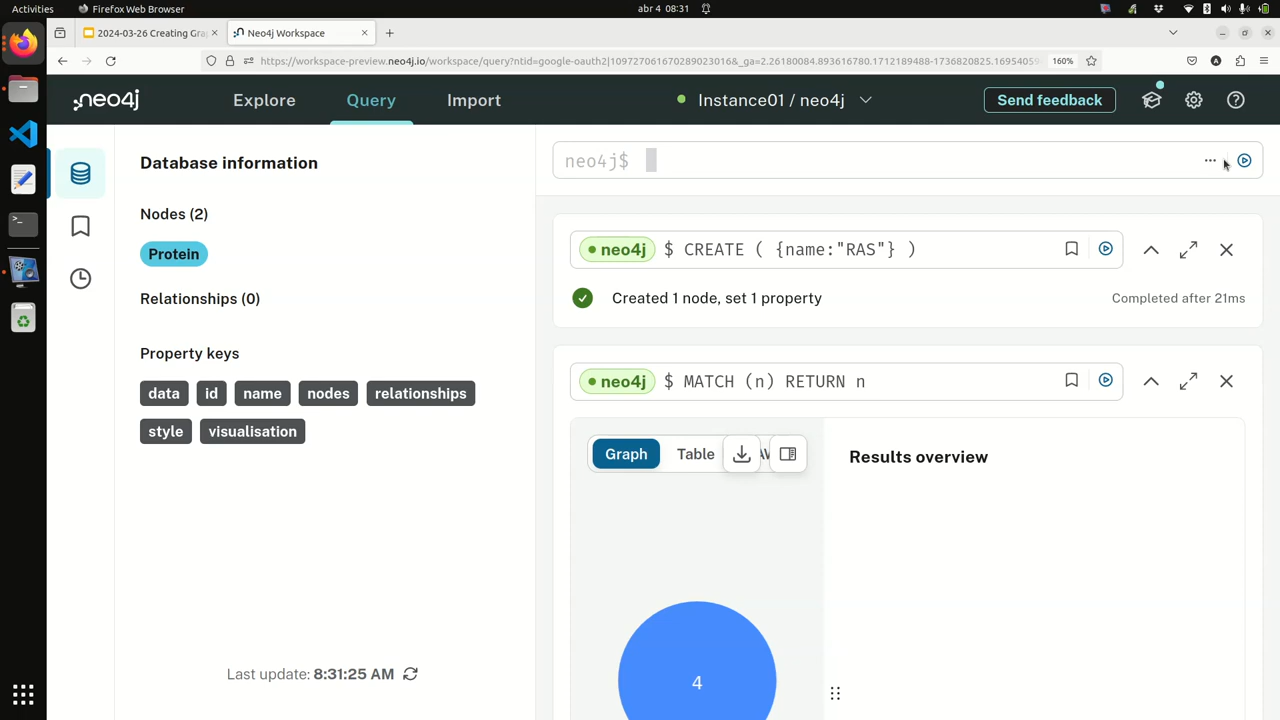 Activities
Firefox Web Browser
abr 4 08:31
2024-03-26 Creating Gra
Neo4j Workspace
https://workspace-preview.neo4j.io/workspace/query?ntid=google-oauth2|109727061670289023016&_ga=2.26180084.893616780.1712189488-1736820825.1695405
160%
neo4j
Explore
Query
Import
Instance01 / neo4j
Send feedback
Database information
Nodes (2)
Protein
Relationships (0)
Property keys
data
id
name
nodes
relationships
style
visualisation
Last update: 8:31:25 AM
neo4j$
neo4j $ CREATE ( {name:"RAS"} )
Created 1 node, set 1 property
Completed after 21ms
neo4j $ MATCH (n) RETURN n
Graph
Table
Results overview
4